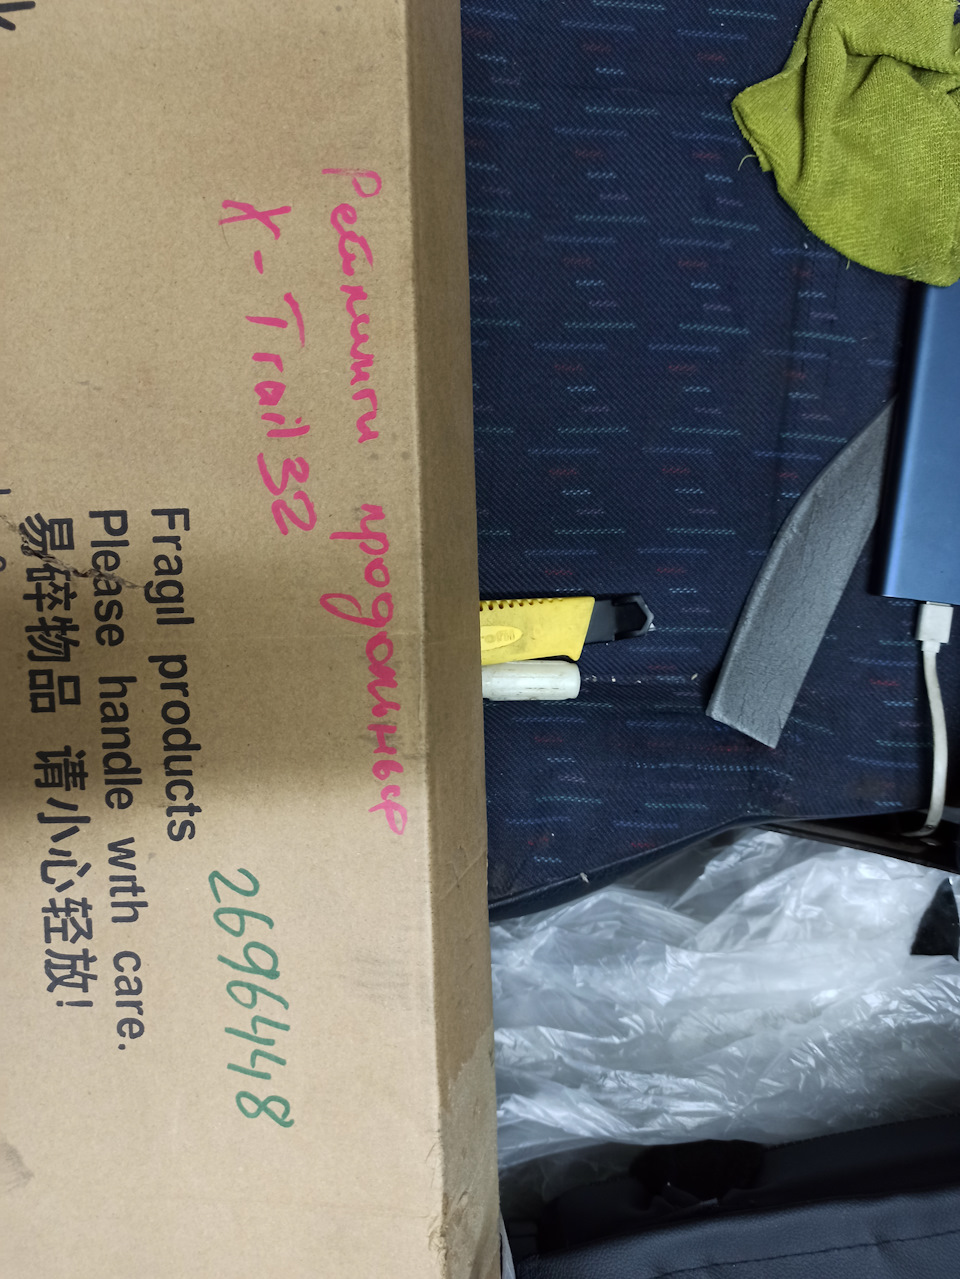 Рейлинги продольные
X-Trail 32
Fragil products
Please handle with care.
易碎物品 请小心轻放!
2696448